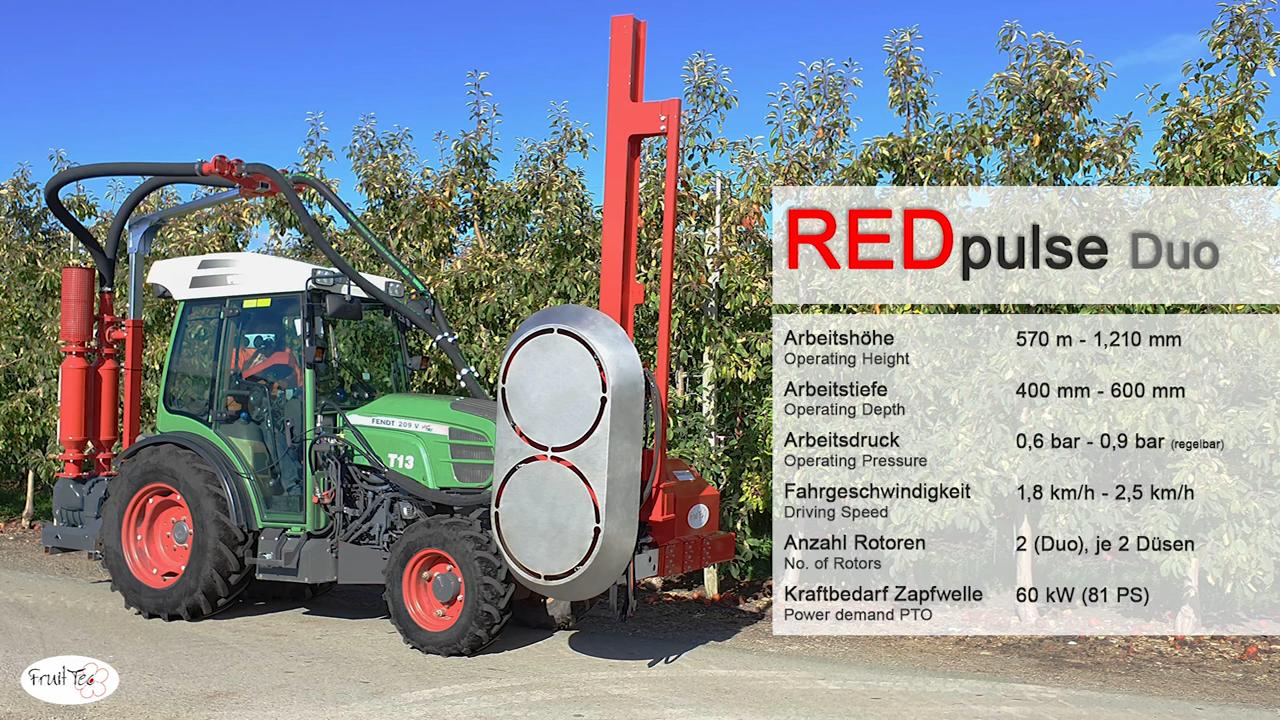 REDpulse Duo
Arbeitshöhe 570 m - 1,210 mm
Operating Height
Arbeitstiefe 400 mm - 600 mm
Operating Depth
Arbeitsdruck 0,6 bar - 0,9 bar (regelbar)
Operating Pressure
Fahrgeschwindigkeit 1,8 km/h - 2,5 km/h
Driving Speed
Anzahl Rotoren 2 (Duo), je 2 Düsen
No. of Rotors
Kraftbedarf Zapfwelle 60 kW (81 PS)
Power demand PTO
FENDT 209 V
T13
Fruit Tec